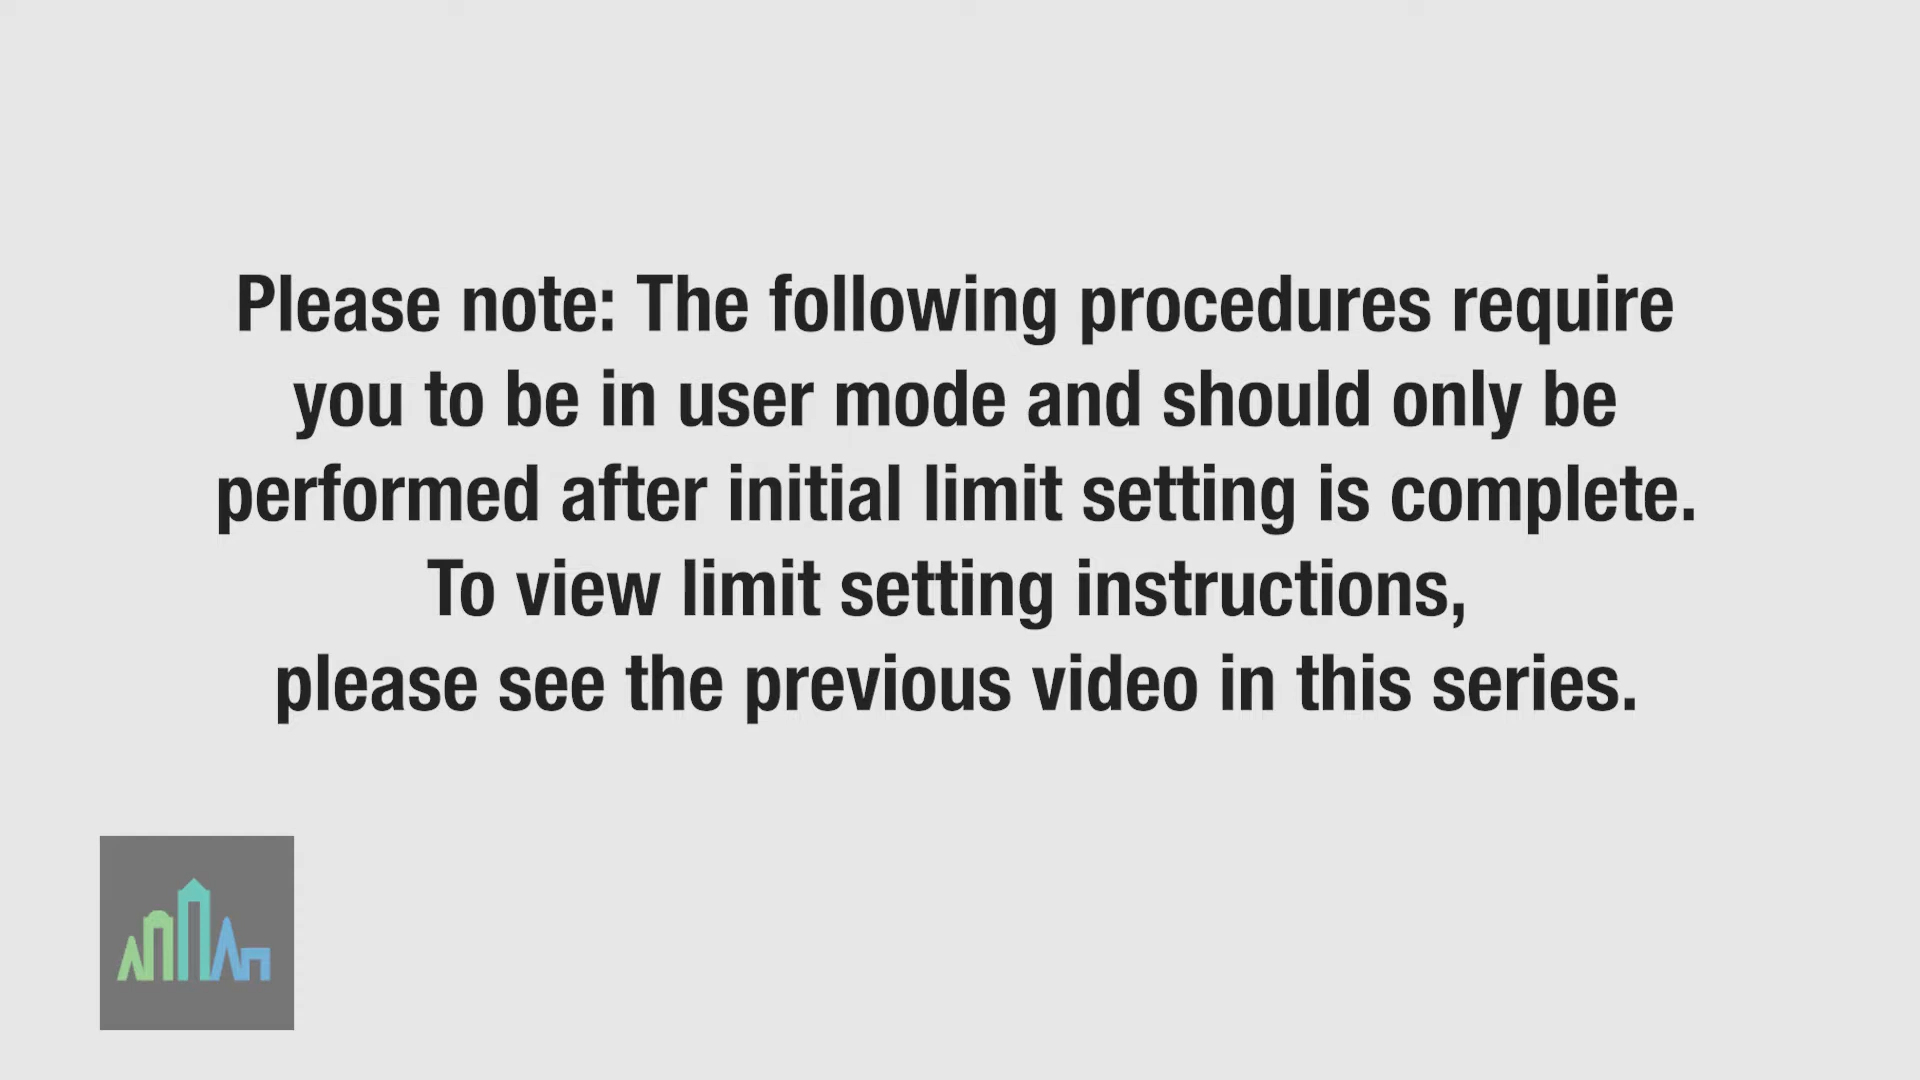 Please note: The following procedures require
you to be in user mode and should only be
performed after initial limit setting is complete.
To view limit setting instructions,
please see the previous video in this series.